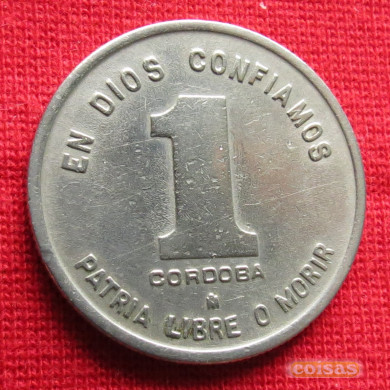 EN DIOS CONFIAMOS
1
CORDOBA
Ñ
PATRIA LIBRE O MORIR
coisas